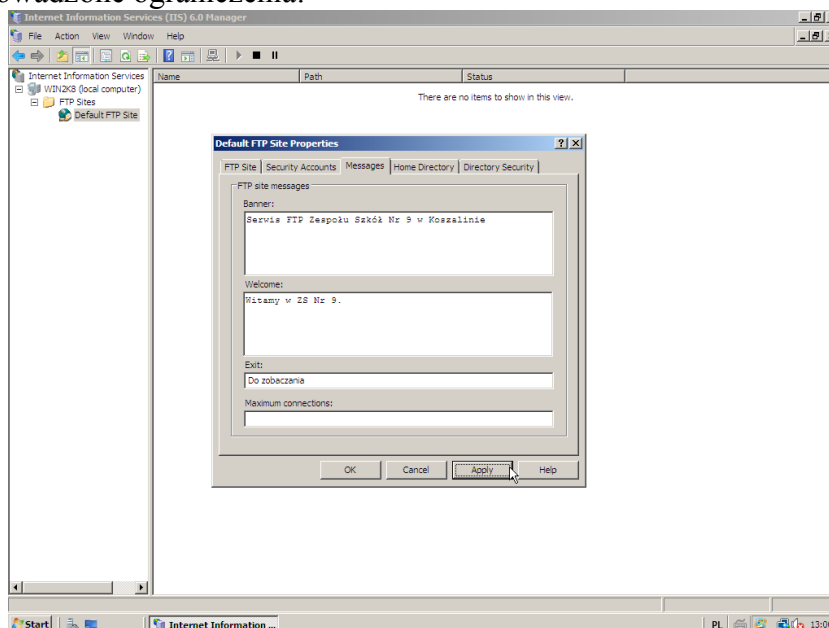 Internet Information Services (IIS) 6.0 Manager
File Action View Window Help
Internet Information Services
WIN2K8 (local computer)
FTP Sites
Default FTP Site
Name Path Status
There are no items to show in this view.
Default FTP Site Properties
FTP Site Security Accounts Messages Home Directory Directory Security
FTP site messages
Banner:
Serwis FTP Zespołu Szkół Nr 9 w Koszalinie
Welcome:
Witamy w ZS Nr 9.
Exit:
Do zobaczania
Maximum connections:
OK Cancel Apply Help
Start Internet Information ... PL